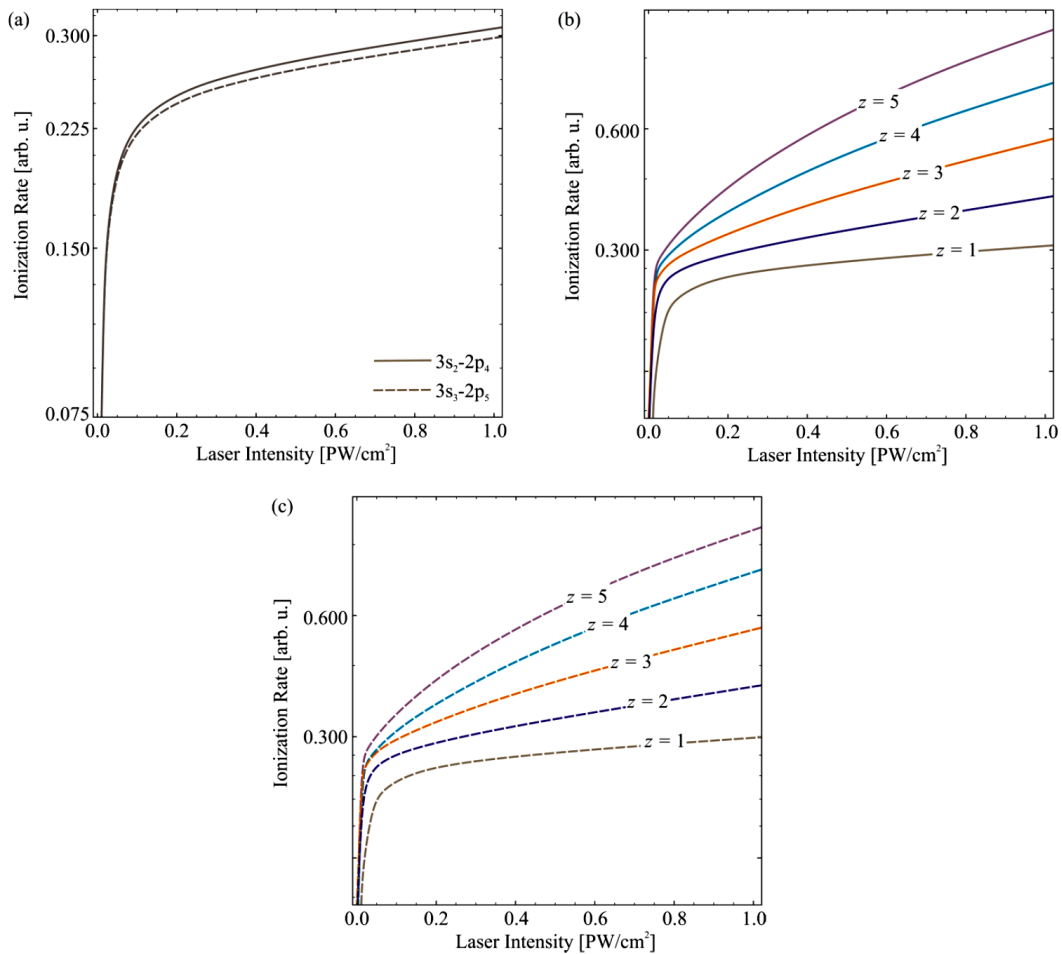 (a)
0.300
0.225
0.150
0.075
Ionization Rate [arb. u.]
3s₂-2p₄
3s₃-2p₅
0.0 0.2 0.4 0.6 0.8 1.0
Laser Intensity [PW/cm²]
(b)
0.600
0.300
Ionization Rate [arb. u.]
z = 5
z = 4
z = 3
z = 2
z = 1
0.0 0.2 0.4 0.6 0.8 1.0
Laser Intensity [PW/cm²]
(c)
0.600
0.300
Ionization Rate [arb. u.]
z = 5
z = 4
z = 3
z = 2
z = 1
0.0 0.2 0.4 0.6 0.8 1.0
Laser Intensity [PW/cm²]